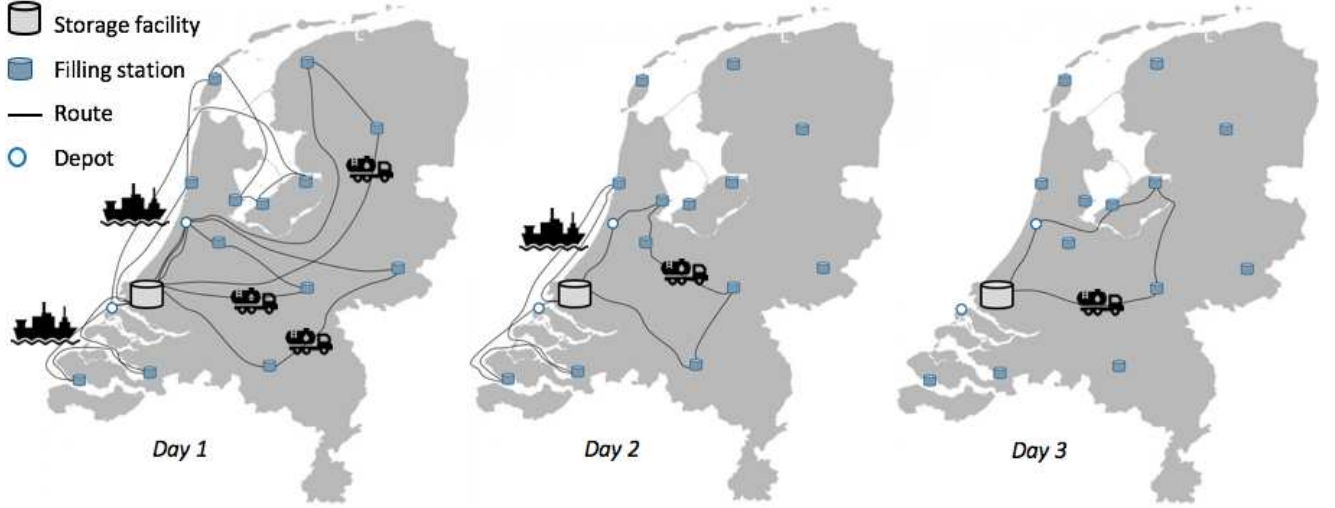 Storage facility
Filling station
Route
Depot
Day 1
Day 2
Day 3